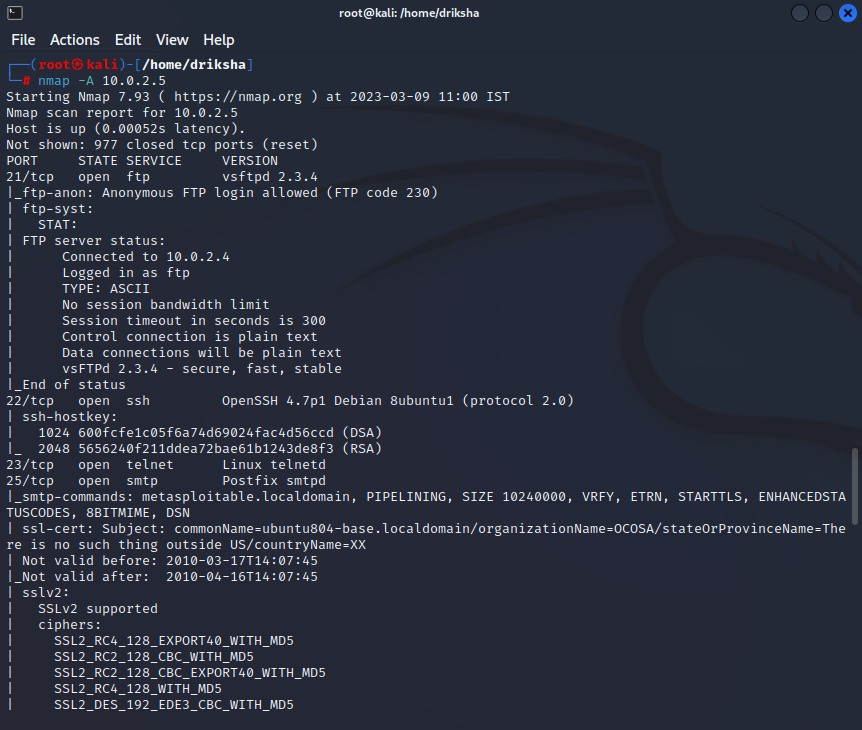 root@kali: /home/driksha
File Actions Edit View Help
┌──(root㉿kali)-[/home/driksha]
└─# nmap -A 10.0.2.5
Starting Nmap 7.93 ( https://nmap.org ) at 2023-03-09 11:00 IST
Nmap scan report for 10.0.2.5
Host is up (0.00052s latency).
Not shown: 977 closed tcp ports (reset)
PORT     STATE SERVICE     VERSION
21/tcp   open  ftp         vsftpd 2.3.4
|_ftp-anon: Anonymous FTP login allowed (FTP code 230)
| ftp-syst:
|   STAT:
| FTP server status:
|      Connected to 10.0.2.4
|      Logged in as ftp
|      TYPE: ASCII
|      No session bandwidth limit
|      Session timeout in seconds is 300
|      Control connection is plain text
|      Data connections will be plain text
|      vsFTPd 2.3.4 - secure, fast, stable
|_End of status
22/tcp   open  ssh         OpenSSH 4.7p1 Debian 8ubuntu1 (protocol 2.0)
| ssh-hostkey:
|   1024 600fcfe1c05f6a74d69024fac4d56ccd (DSA)
|_  2048 5656240f211ddea72bae61b1243de8f3 (RSA)
23/tcp   open  telnet      Linux telnetd
25/tcp   open  smtp        Postfix smtpd
|_smtp-commands: metasploitable.localdomain, PIPELINING, SIZE 10240000, VRFY, ETRN, STARTTLS, ENHANCEDSTA
TUSCODES, 8BITMIME, DSN
| ssl-cert: Subject: commonName=ubuntu804-base.localdomain/organizationName=OCOSA/stateOrProvinceName=The
re is no such thing outside US/countryName=XX
| Not valid before: 2010-03-17T14:07:45
|_Not valid after:  2010-04-16T14:07:45
| sslv2:
|   SSLv2 supported
|   ciphers:
|     SSL2_RC4_128_EXPORT40_WITH_MD5
|     SSL2_RC2_128_CBC_WITH_MD5
|     SSL2_RC2_128_CBC_EXPORT40_WITH_MD5
|     SSL2_RC4_128_WITH_MD5
|     SSL2_DES_192_EDE3_CBC_WITH_MD5